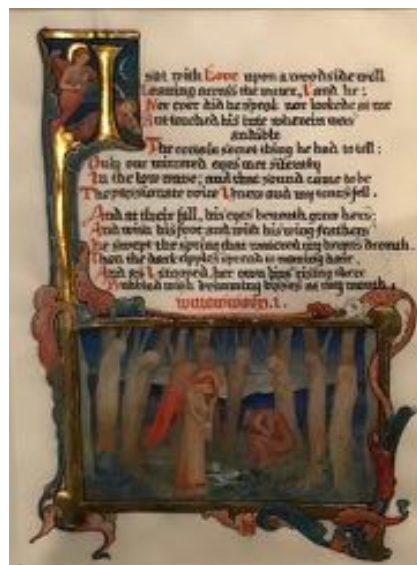 I
sat with Love upon a woodside well
Leaning across the water, I and he;
Nor ever did he speak nor looked at me
But touched his lute wherein was
audible
The certain secret thing he had to tell:
Only our mirrored eyes met silently
In the low wave; and that sound came to be
The passionate voice I knew and my tears fell.
And at their fell, his eyes beneath grew hers;
And with his foot and with his wing feathers
He swept the spring that watered my heart's drouth.
Then the dark ripples spread to waving hair,
And as I stooped, her own lips rising there
Bubbled with brimming kisses at my mouth.